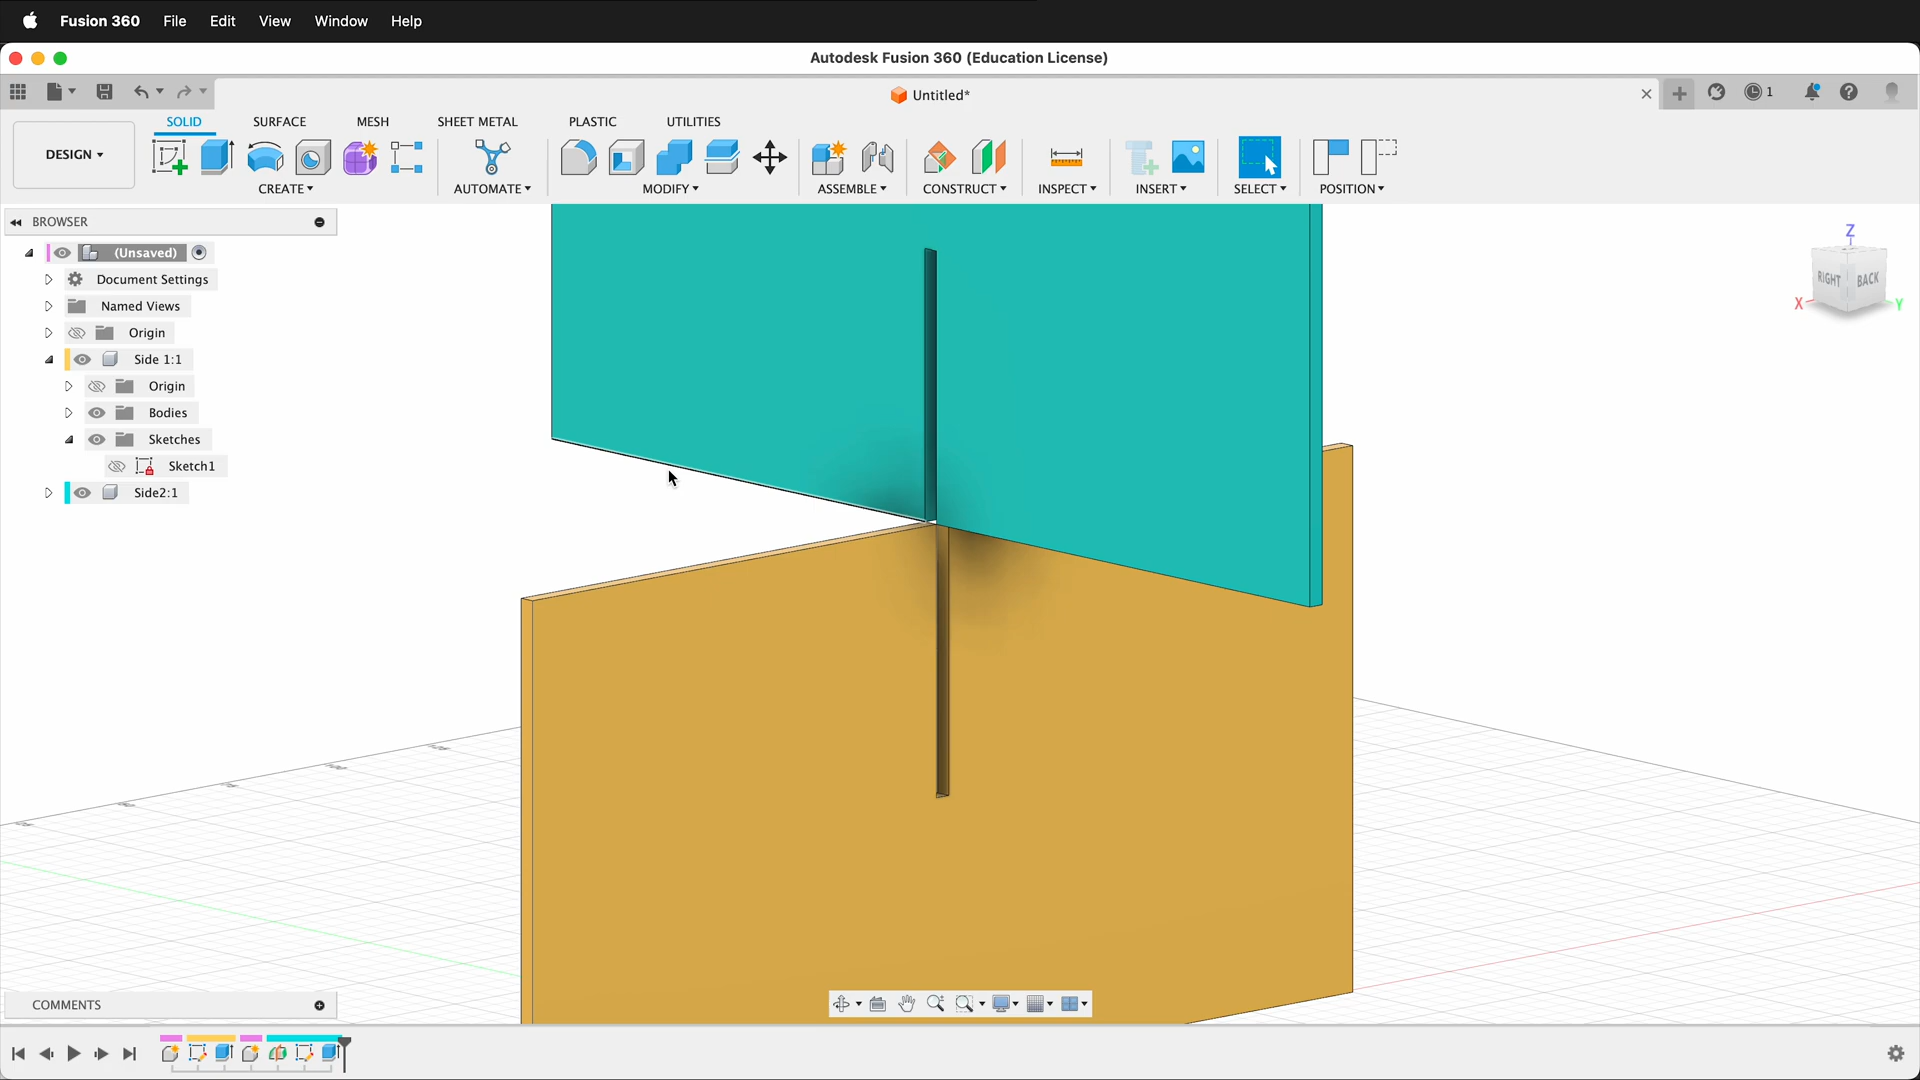 Fusion 360 File Edit View Window Help
Autodesk Fusion 360 (Education License)
Untitled*
1
SOLID SURFACE MESH SHEET METAL PLASTIC UTILITIES
DESIGN
CREATE AUTOMATE MODIFY ASSEMBLE CONSTRUCT INSPECT INSERT SELECT POSITION
BROWSER
(Unsaved)
Document Settings
Named Views
Origin
Side 1:1
Origin
Bodies
Sketches
Sketch1
Side2:1
Z
RIGHT BACK
X Y
COMMENTS